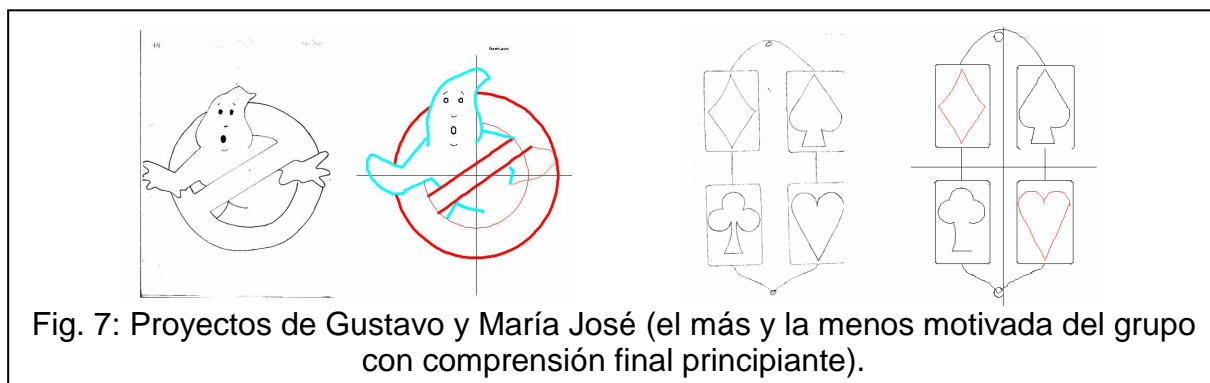 Fig. 7: Proyectos de Gustavo y María José (el más y la menos motivada del grupo
con comprensión final principiante).